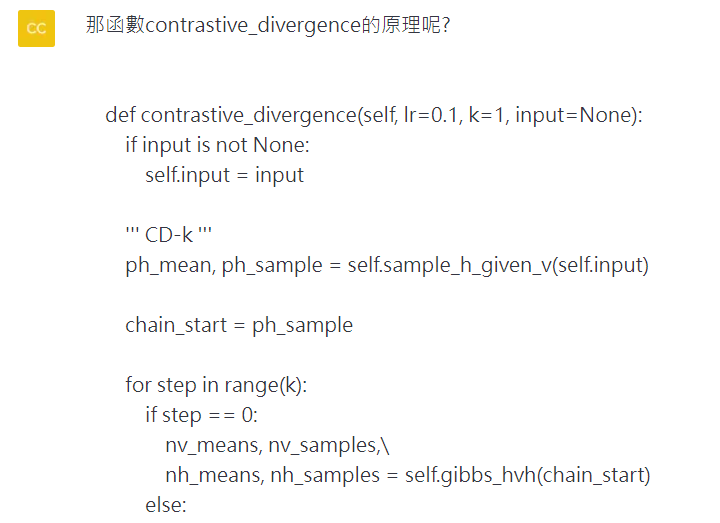 CC
那函數contrastive_divergence的原理呢?
def contrastive_divergence(self, lr=0.1, k=1, input=None):
if input is not None:
self.input = input
''' CD-k '''
ph_mean, ph_sample = self.sample_h_given_v(self.input)
chain_start = ph_sample
for step in range(k):
if step == 0:
nv_means, nv_samples,\
nh_means, nh_samples = self.gibbs_hvh(chain_start)
else: